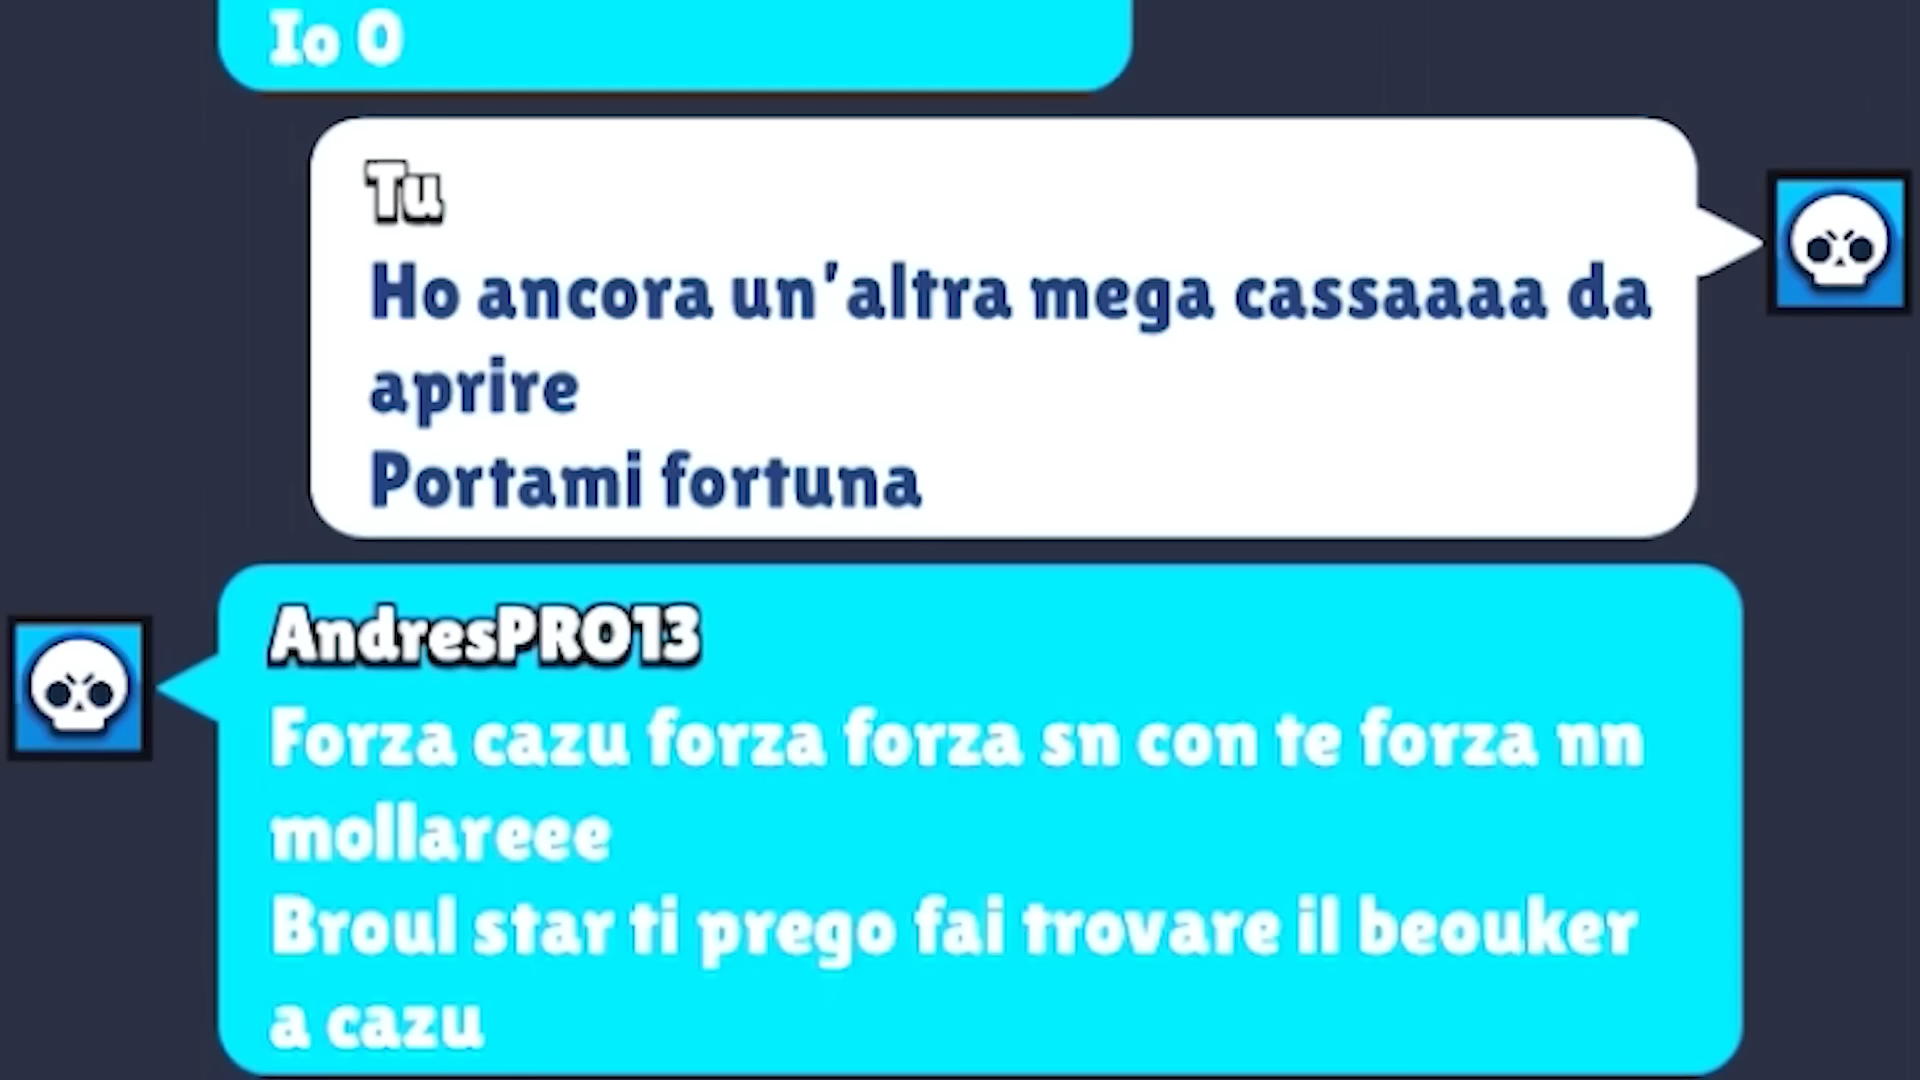 Io 0
Tu
Ho ancora un'altra mega cassaaaa da
aprire
Portami fortuna
AndresPRO13
Forza cazu forza forza sn con te forza nn
mollareee
Broul star ti prego fai trovare il beouker
a cazu